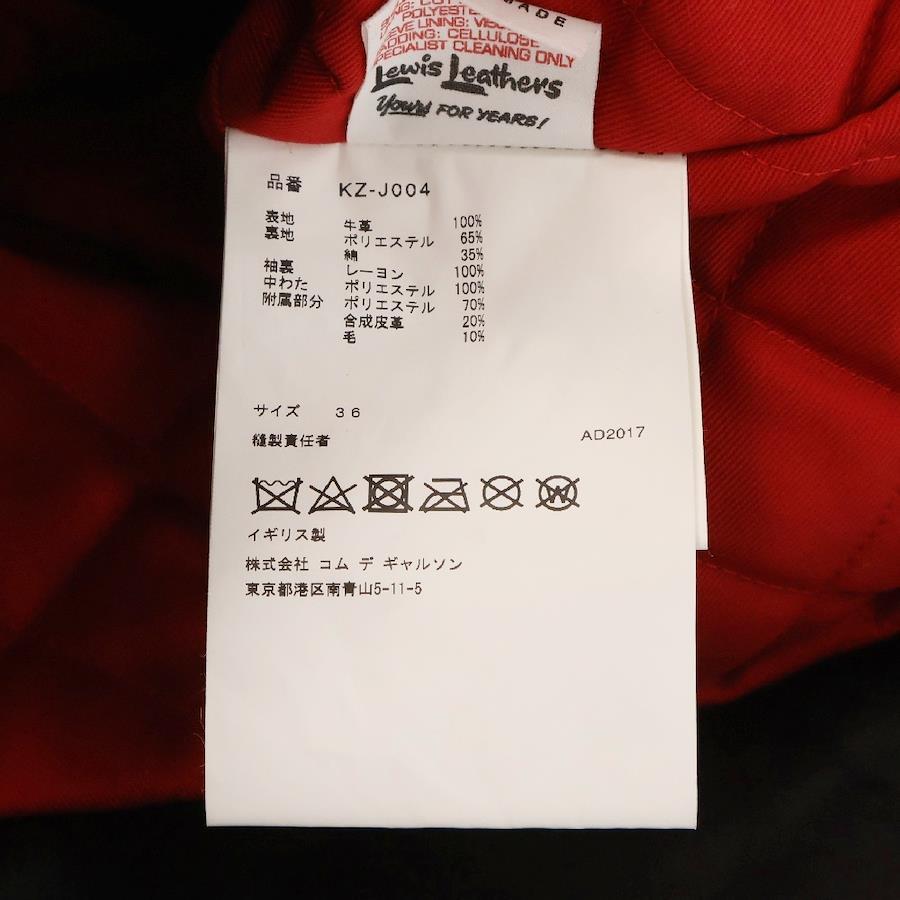 MADE
POLYESTER
SLEEVE LINING:
PADDING: CELLULOSE
SPECIALIST CLEANING ONLY
Lewis Leathers
Yours FOR YEARS!
品番 KZ-J004
表地 牛革 100%
裏地 ポリエステル 65%
綿 35%
袖裏 レーヨン 100%
中わた ポリエステル 100%
附属部分 ポリエステル 70%
合成皮革 20%
毛 10%
サイズ 36
縫製責任者 AD2017
W
イギリス製
株式会社 コム デ ギャルソン
東京都港区南青山5-11-5